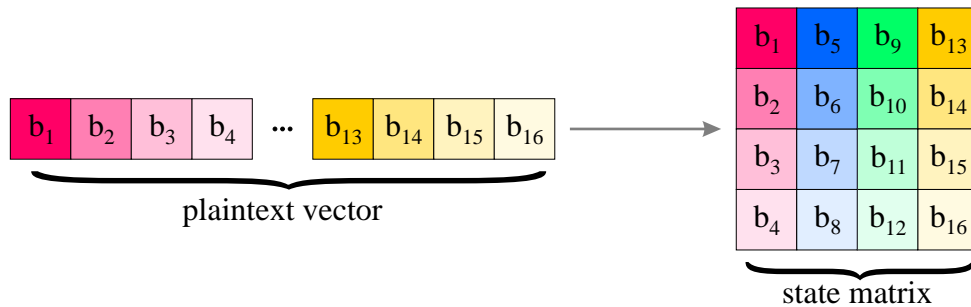 b₁ b₂ b₃ b₄ ... b₁₃ b₁₄ b₁₅ b₁₆
plaintext vector
b₁ b₅ b₉ b₁₃
b₂ b₆ b₁₀ b₁₄
b₃ b₇ b₁₁ b₁₅
b₄ b₈ b₁₂ b₁₆
state matrix